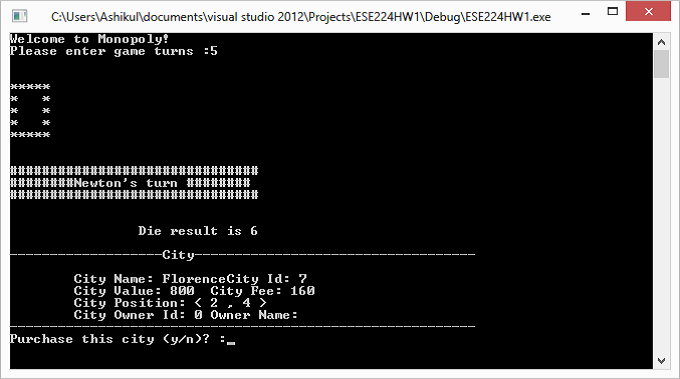 C:\Users\Ashikul\documents\visual studio 2012\Projects\ESE224HW1\Debug\ESE224HW1.exe
Welcome to Monopoly!
Please enter game turns :5
*****
*   *
*   *
*   *
*****
###############################
########Newton's turn ########
###############################
Die result is 6
-------------------City-----------------------------------
City Name: FlorenceCity Id: 7
City Value: 800  City Fee: 160
City Position: < 2 , 4 >
City Owner Id: 0 Owner Name:
----------------------------------------------------------
Purchase this city (y/n)? :_